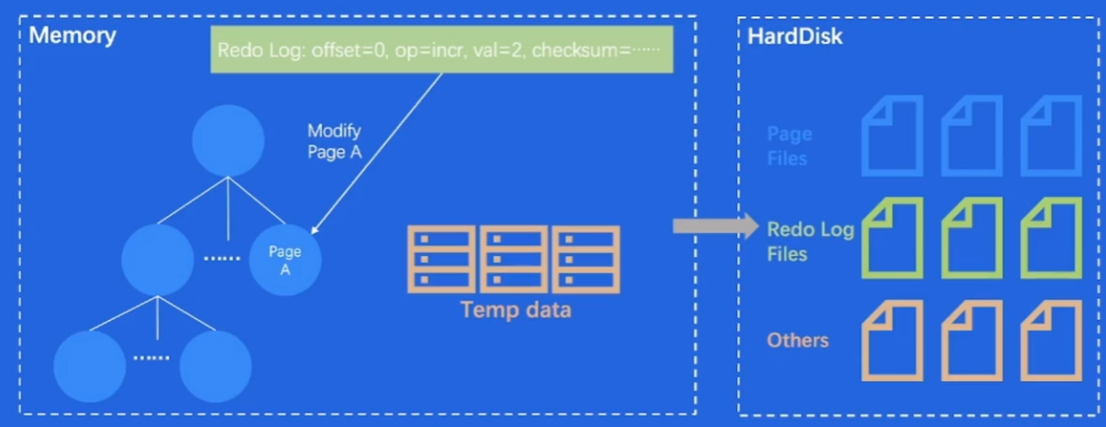 Memory
Redo Log: offset=0, op=incr, val=2, checksum=······
Modify
Page A
······
Page
A
······
Temp data
HardDisk
Page
Files
Redo Log
Files
Others